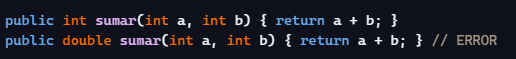 public int sumar(int a, int b) { return a + b; }
public double sumar(int a, int b) { return a + b; } // ERROR